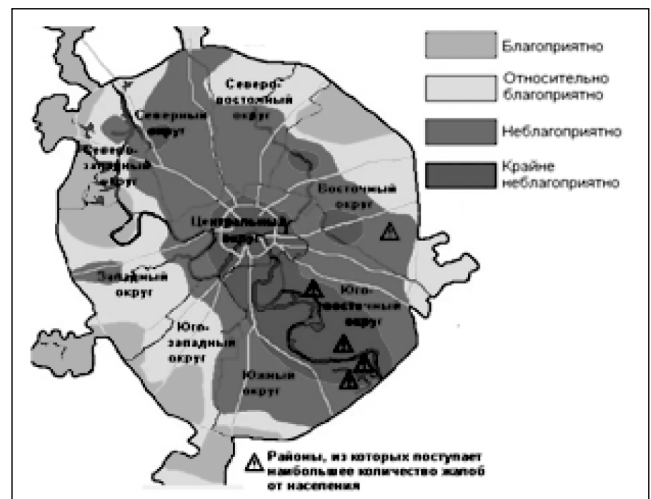 Благоприятно
Относительно
благоприятно
Неблагоприятно
Крайне
неблагоприятно
Северо-
восточный
округ
Северный
округ
Северо-
западный
округ
Восточный
округ
Центральный
округ
Западный
округ
Юго-
восточный
округ
Юго-
западный
округ
Южный
округ
Районы, из которых поступает
наибольшее количество жалоб
от населения